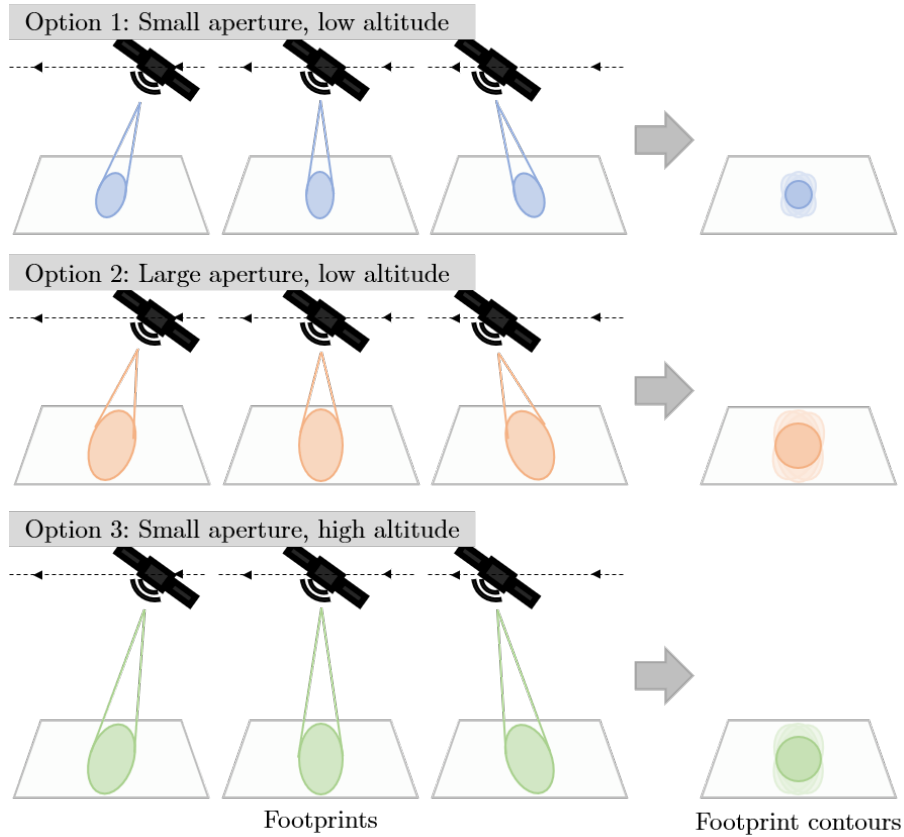 Option 1: Small aperture, low altitude
Option 2: Large aperture, low altitude
Option 3: Small aperture, high altitude
Footprints
Footprint contours